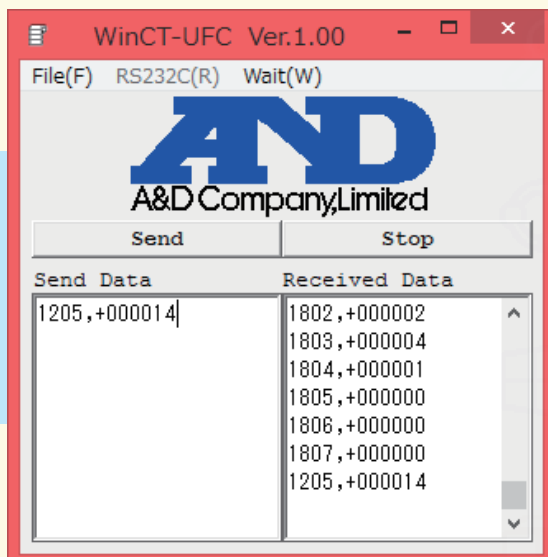 WinCT-UFC Ver.1.00
File(F) RS232C(R) Wait(W)
AND
A&D Company,Limited
Send Stop
Send Data Received Data
1205,+000014 1802,+000002
1803,+000004
1804,+000001
1805,+000000
1806,+000000
1807,+000000
1205,+000014